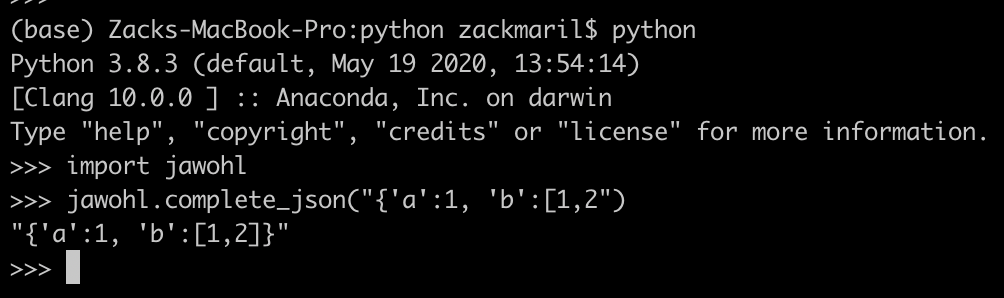 >>>
(base) Zacks-MacBook-Pro:python zackmaril$ python
Python 3.8.3 (default, May 19 2020, 13:54:14)
[Clang 10.0.0 ] :: Anaconda, Inc. on darwin
Type "help", "copyright", "credits" or "license" for more information.
>>> import jawohl
>>> jawohl.complete_json("{'a':1, 'b':[1,2")
"{'a':1, 'b':[1,2]}"
>>>